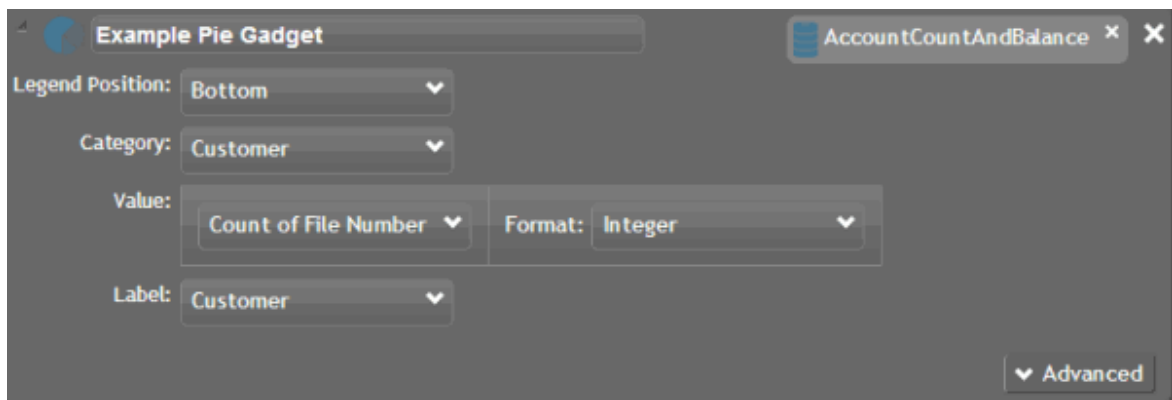 Example Pie Gadget AccountCountAndBalance
Legend Position: Bottom
Category: Customer
Value: Count of File Number Format: Integer
Label: Customer
Advanced